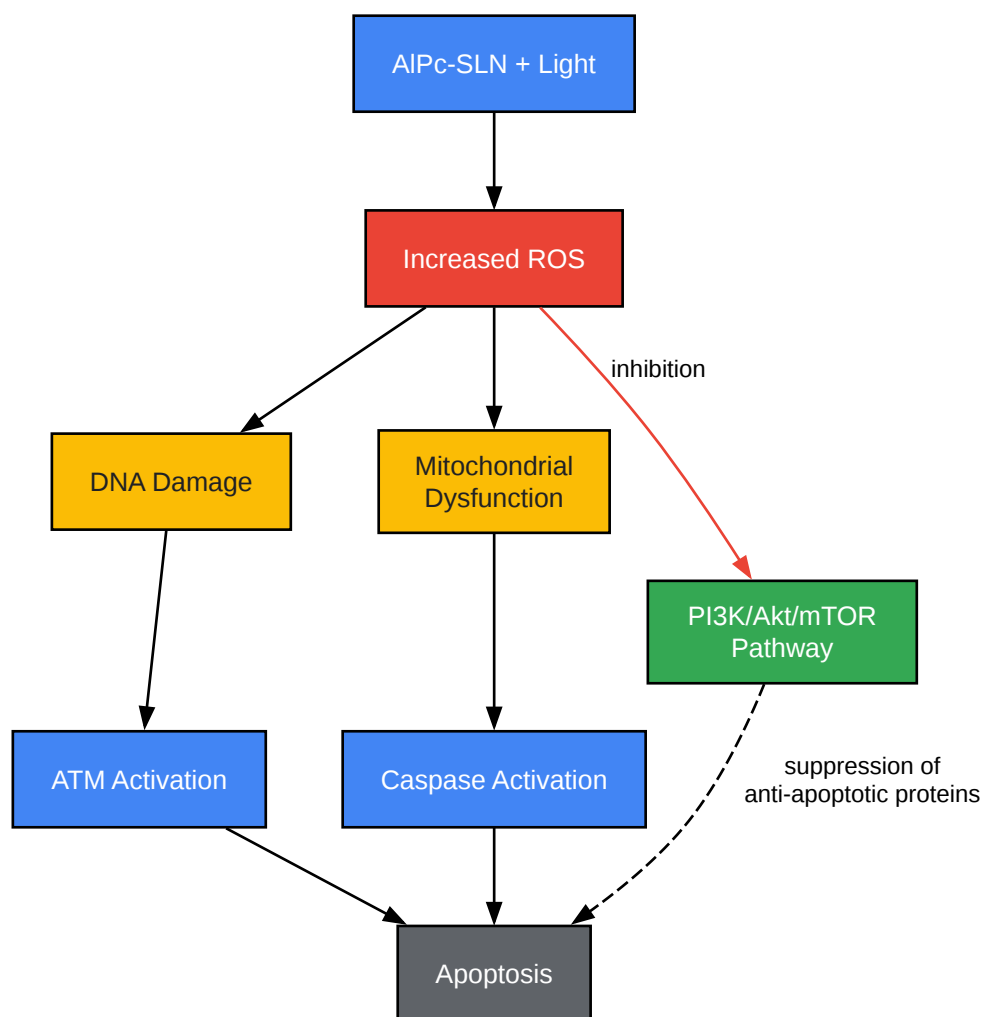 AlPc-SLN + Light
Increased ROS
inhibition
DNA Damage
Mitochondrial
Dysfunction
PI3K/Akt/mTOR
Pathway
ATM Activation
Caspase Activation
suppression of
anti-apoptotic proteins
Apoptosis